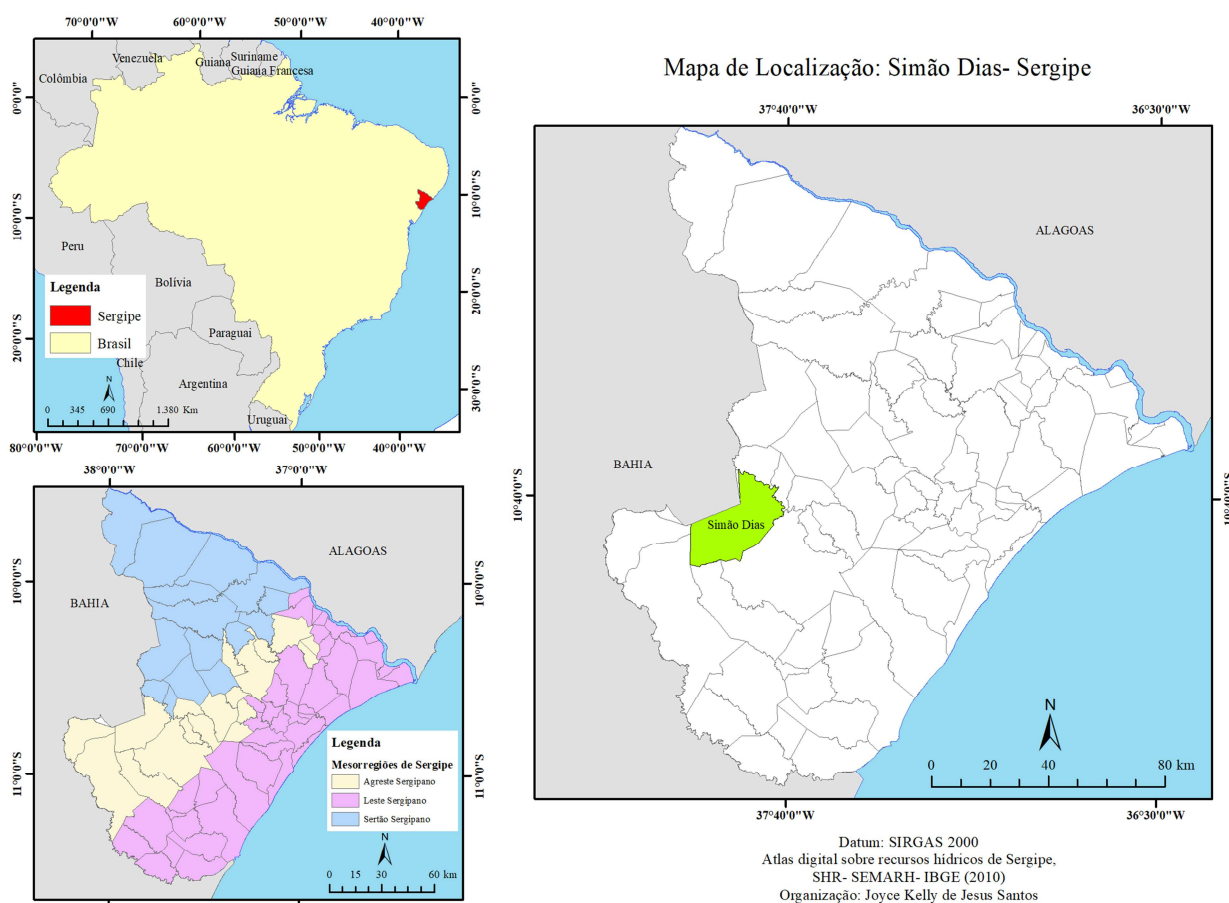 70°0'0"W 60°0'0"W 50°0'0"W 40°0'0"W
Venezuela
Guiana
Suriname
Guiana Francesa
Colômbia
0°0'0"
0°0'0"
10°0'0"S
10°0'0"S
Peru
Bolívia
Legenda
Sergipe
Brasil
20°0'0"S
20°0'0"S
Paraguai
Chile
Argentina
30°0'0"S
N
0 345 690 1.380 Km
Uruguai
80°0'0"W 70°0'0"W 60°0'0"W 50°0'0"W 40°0'0"W
38°0'0"W 37°0'0"W
ALAGOAS
BAHIA
10°0'0"S
10°0'0"S
11°0'0"S
11°0'0"S
Legenda
Mesorregiões de Sergipe
Agreste Sergipano
Leste Sergipano
Sertão Sergipano
N
0 15 30 60 km
Mapa de Localização: Simão Dias- Sergipe
37°40'0"W 36°30'0"W
ALAGOAS
BAHIA
10°40'0"S
10°40'0"S
Simão Dias
N
0 20 40 80 km
37°40'0"W 36°30'0"W
Datum: SIRGAS 2000
Atlas digital sobre recursos hídricos de Sergipe,
SHR- SEMARH- IBGE (2010)
Organização: Joyce Kelly de Jesus Santos